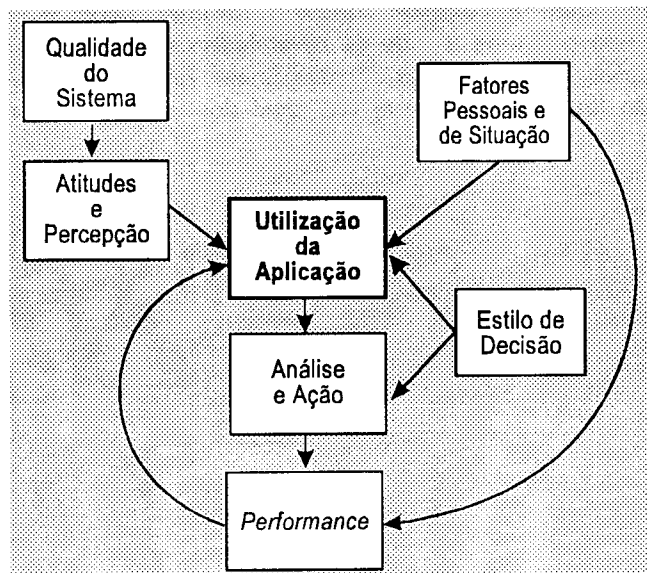 Qualidade
do
Sistema
Fatores
Pessoais e
de Situação
Atitudes
e
Percepção
Utilização
da
Aplicação
Estilo de
Decisão
Análise
e Ação
Performance